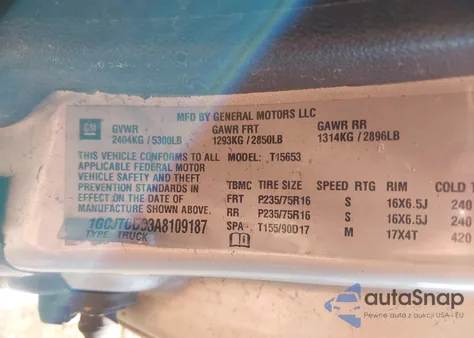 MFD BY GENERAL MOTORS LLC
GM
GVWR GAWR FRT GAWR RR
2404KG / 5300LB 1293KG / 2850LB 1314KG / 2896LB
THIS VEHICLE CONFORMS TO ALL MODEL: T15653
APPLICABLE FEDERAL MOTOR
VEHICLE SAFETY AND THEFT
PREVENTION STANDARDS IN
EFFECT ON THE DATE OF
MANUFACTURE SHOWN ABOVE.
TYPE: TRUCK
TBMC TIRE SIZE SPEED RTG RIM COLD
FRT P235/75R16 S 16X6.5J 240
RR P235/75R16 S 16X6.5J 240
SPA T155/90D17 M 17X4T 420
autoSnap
Pewne auta z aukcji USA i EU